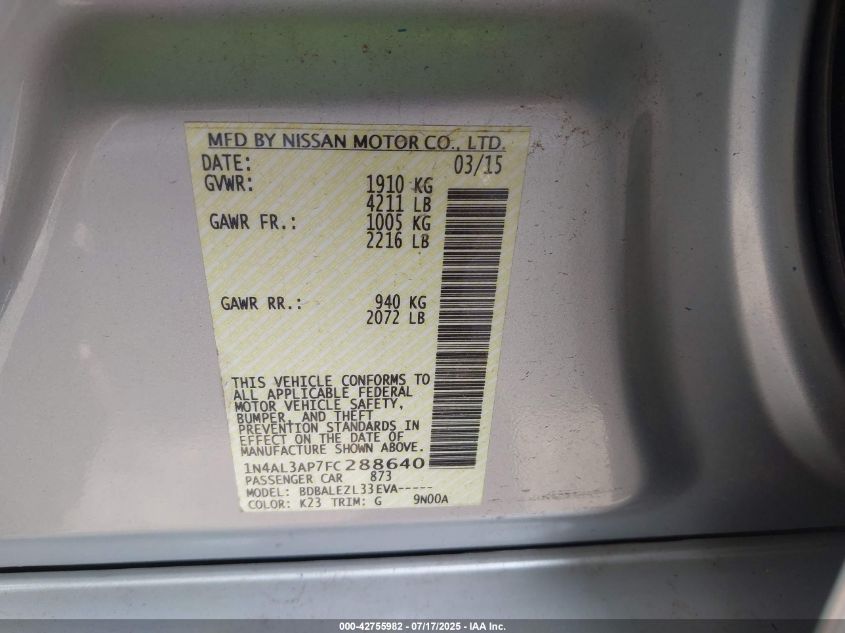 MFD BY NISSAN MOTOR CO., LTD.
DATE: 03/15
GVWR: 1910 KG
4211 LB
GAWR FR.: 1005 KG
2216 LB
GAWR RR.: 940 KG
2072 LB
THIS VEHICLE CONFORMS TO
ALL APPLICABLE FEDERAL
MOTOR VEHICLE SAFETY,
BUMPER, AND THEFT
PREVENTION STANDARDS IN
EFFECT ON THE DATE OF
MANUFACTURE SHOWN ABOVE.
1N4AL3AP7FC288640
PASSENGER CAR 873
MODEL: BDBALEZL33EVA-----
COLOR: K23 TRIM: G 9N00A
000-42755982 - 07/17/2025 - IAA Inc.